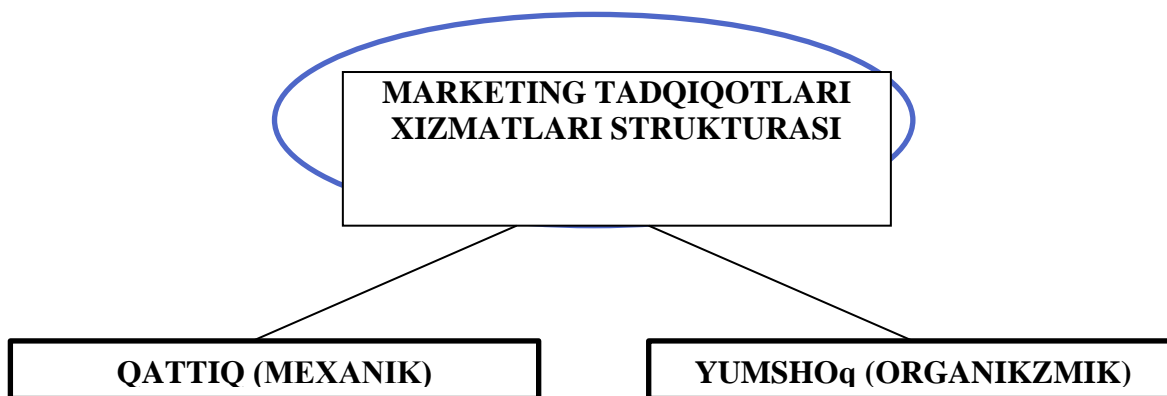 MARKETING TADQIQOTLARI
XIZMATLARI STRUKTURASI
QATTIQ (MEXANIK)
YUMSHOq (ORGANIKZMIK)